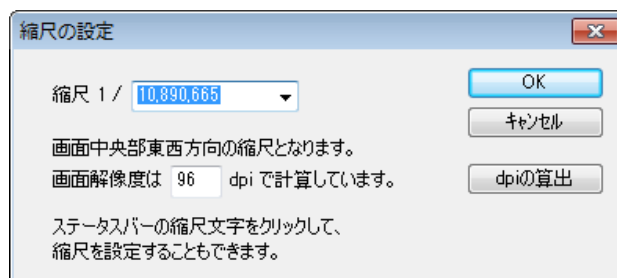 縮尺の設定
縮尺 1 / 10,890,665
OK
キャンセル
画面中央部東西方向の縮尺となります。
画面解像度は 96 dpi で計算しています。
dpiの算出
ステータスバーの縮尺文字をクリックして、
縮尺を設定することもできます。